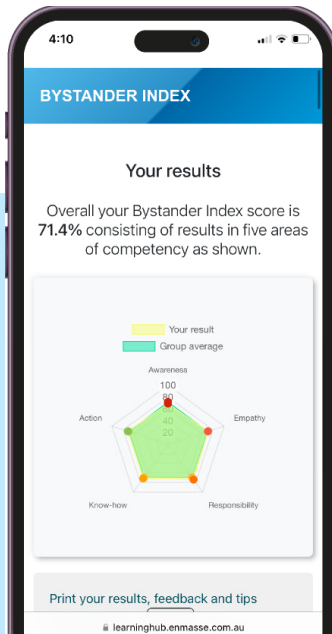 4:10
BYSTANDER INDEX
Your results
Overall your Bystander Index score is
71.4% consisting of results in five areas
of competency as shown.
Your result
Group average
Awareness
100
80
40
20
Action
Empathy
Know-how
Responsibility
Print your results, feedback and tips
learninghub.enmasse.com.au